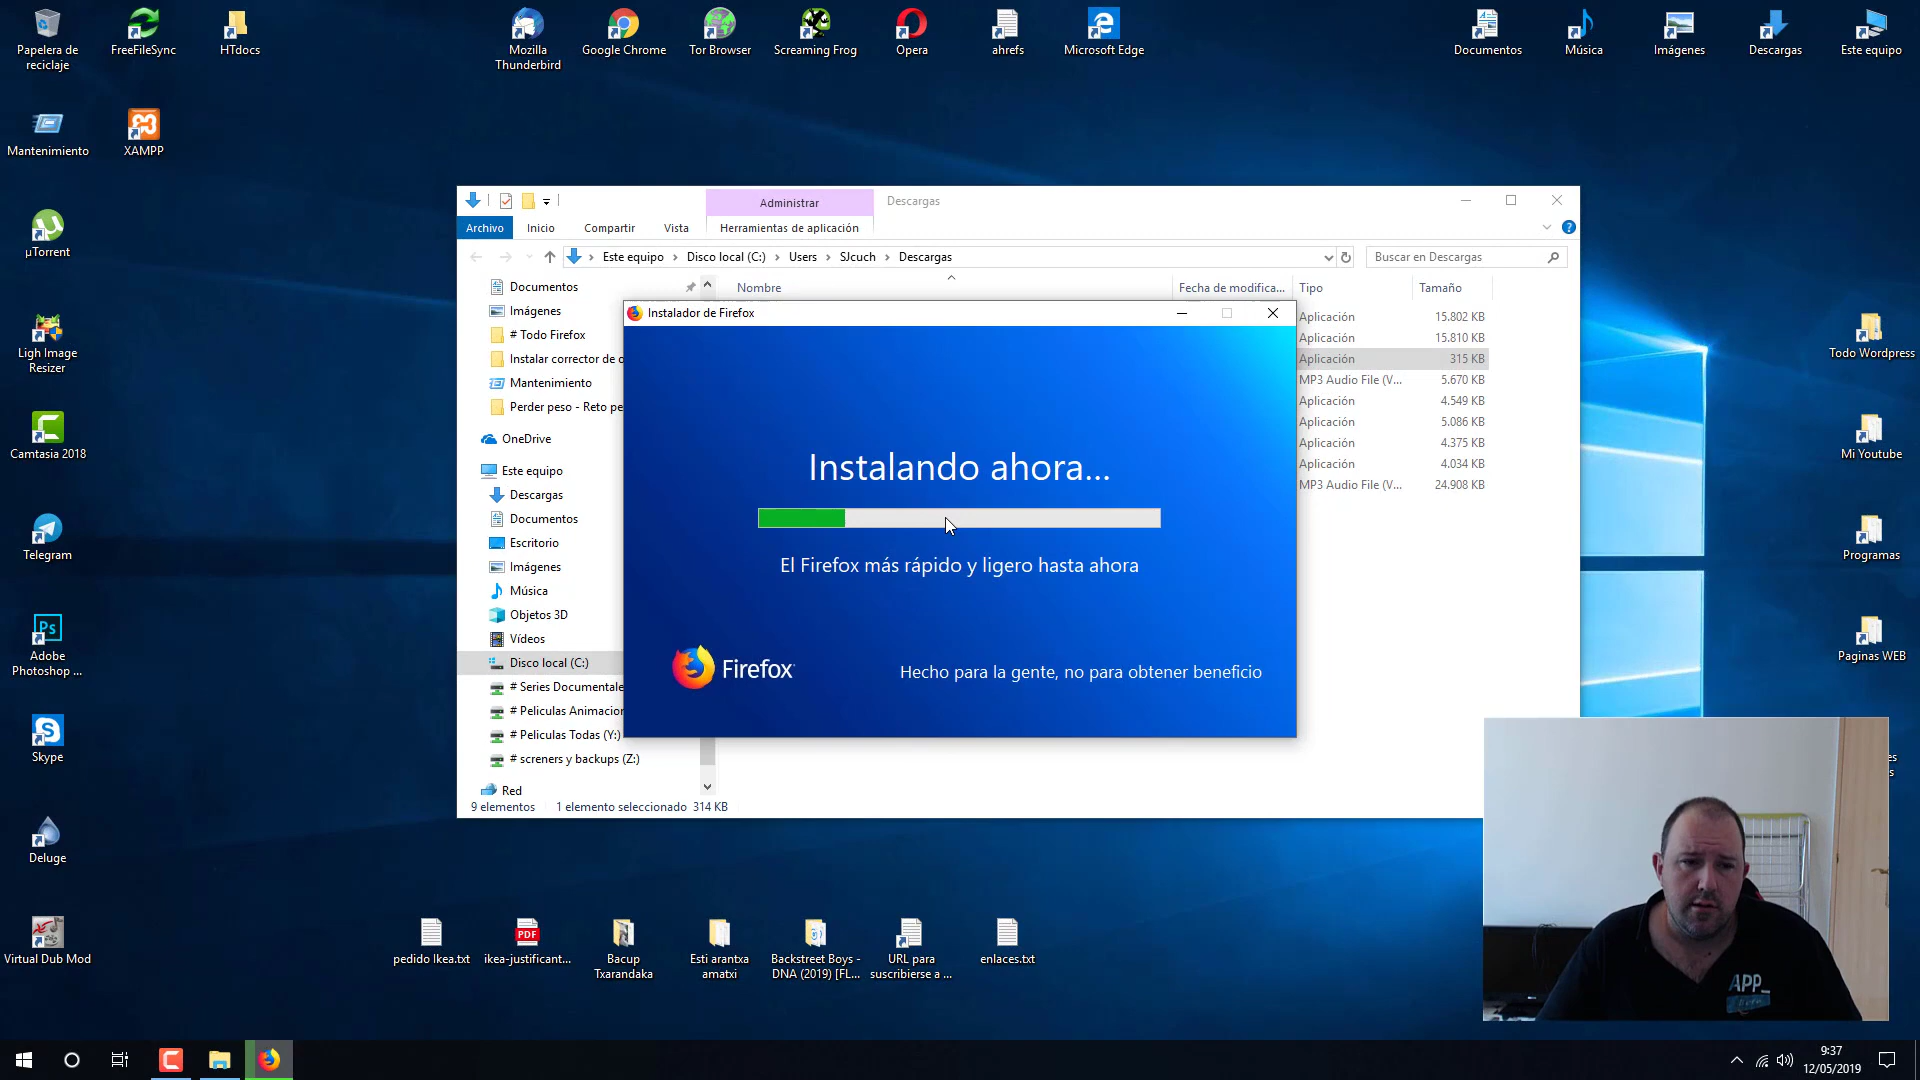 Papelera de
reciclaje
FreeFileSync
HTdocs
Mozilla
Thunderbird
Google Chrome
Tor Browser
Screaming Frog
Opera
ahrefs
Microsoft Edge
Documentos
Música
Imágenes
Descargas
Este equipo
Mantenimiento
XAMPP
µTorrent
Ligh Image
Resizer
Camtasia 2018
Telegram
Adobe
Photoshop ...
Skype
Deluge
Virtual Dub Mod
Administrar
Descargas
Archivo
Inicio
Compartir
Vista
Herramientas de aplicación
Este equipo > Disco local (C:) > Users > SJcuch > Descargas
Buscar en Descargas
Nombre
Fecha de modifica...
Tipo
Tamaño
Documentos
Imágenes
# Todo Firefox
Instalar corrector de o
Mantenimiento
Perder peso - Reto pe
OneDrive
Este equipo
Descargas
Documentos
Escritorio
Imágenes
Música
Objetos 3D
Vídeos
Disco local (C:)
# Series Documentale
# Peliculas Animacion
# Peliculas Todas (Y:)
# screners y backups (Z:)
Red
Aplicación 15.802 KB
Aplicación 15.810 KB
Aplicación 315 KB
MP3 Audio File (V... 5.670 KB
Aplicación 4.549 KB
Aplicación 5.086 KB
Aplicación 4.375 KB
Aplicación 4.034 KB
MP3 Audio File (V... 24.908 KB
9 elementos
1 elemento seleccionado 314 KB
Instalador de Firefox
Instalando ahora...
El Firefox más rápido y ligero hasta ahora
Firefox
Hecho para la gente, no para obtener beneficio
Todo Wordpress
Mi Youtube
Programas
Paginas WEB
es
s
APP_
pedido Ikea.txt
PDF
ikea-justificant...
Bacup
Txarandaka
Esti arantxa
amatxi
Backstreet Boys -
DNA (2019) [FL...
URL para
suscribierse a ...
enlaces.txt
9:37
12/05/2019